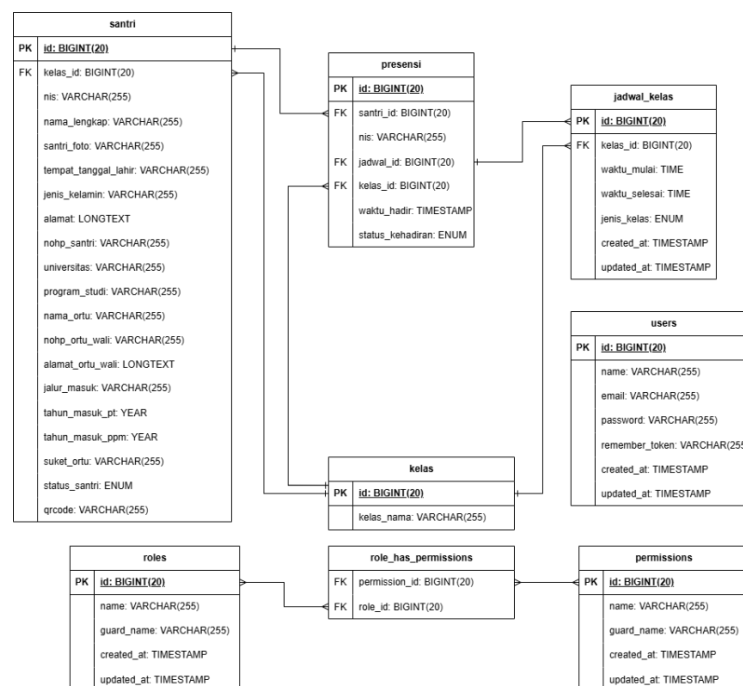 santri
PK id: BIGINT(20)
FK kelas_id: BIGINT(20)
nis: VARCHAR(255)
nama_lengkap: VARCHAR(255)
santri_foto: VARCHAR(255)
tempat_tanggal_lahir: VARCHAR(255)
jenis_kelamin: VARCHAR(255)
alamat: LONGTEXT
nohp_santri: VARCHAR(255)
universitas: VARCHAR(255)
program_studi: VARCHAR(255)
nama_ortu: VARCHAR(255)
nohp_ortu_wali: VARCHAR(255)
alamat_ortu_wali: LONGTEXT
jalur_masuk: VARCHAR(255)
tahun_masuk_pt: YEAR
tahun_masuk_ppm: YEAR
suket_ortu: VARCHAR(255)
status_santri: ENUM
qrcode: VARCHAR(255)
presensi
PK id: BIGINT(20)
FK santri_id: BIGINT(20)
nis: VARCHAR(255)
FK jadwal_id: BIGINT(20)
FK kelas_id: BIGINT(20)
waktu_hadir: TIMESTAMP
status_kehadiran: ENUM
jadwal_kelas
PK id: BIGINT(20)
FK kelas_id: BIGINT(20)
waktu_mulai: TIME
waktu_selesai: TIME
jenis_kelas: ENUM
created_at: TIMESTAMP
updated_at: TIMESTAMP
users
PK id: BIGINT(20)
name: VARCHAR(255)
email: VARCHAR(255)
password: VARCHAR(255)
remember_token: VARCHAR(255
created_at: TIMESTAMP
updated_at: TIMESTAMP
kelas
PK id: BIGINT(20)
kelas_nama: VARCHAR(255)
roles
PK id: BIGINT(20)
name: VARCHAR(255)
guard_name: VARCHAR(255)
created_at: TIMESTAMP
updated_at: TIMESTAMP
role_has_permissions
FK permission_id: BIGINT(20)
FK role_id: BIGINT(20)
permissions
PK id: BIGINT(20)
name: VARCHAR(255)
guard_name: VARCHAR(255)
created_at: TIMESTAMP
updated_at: TIMESTAMP